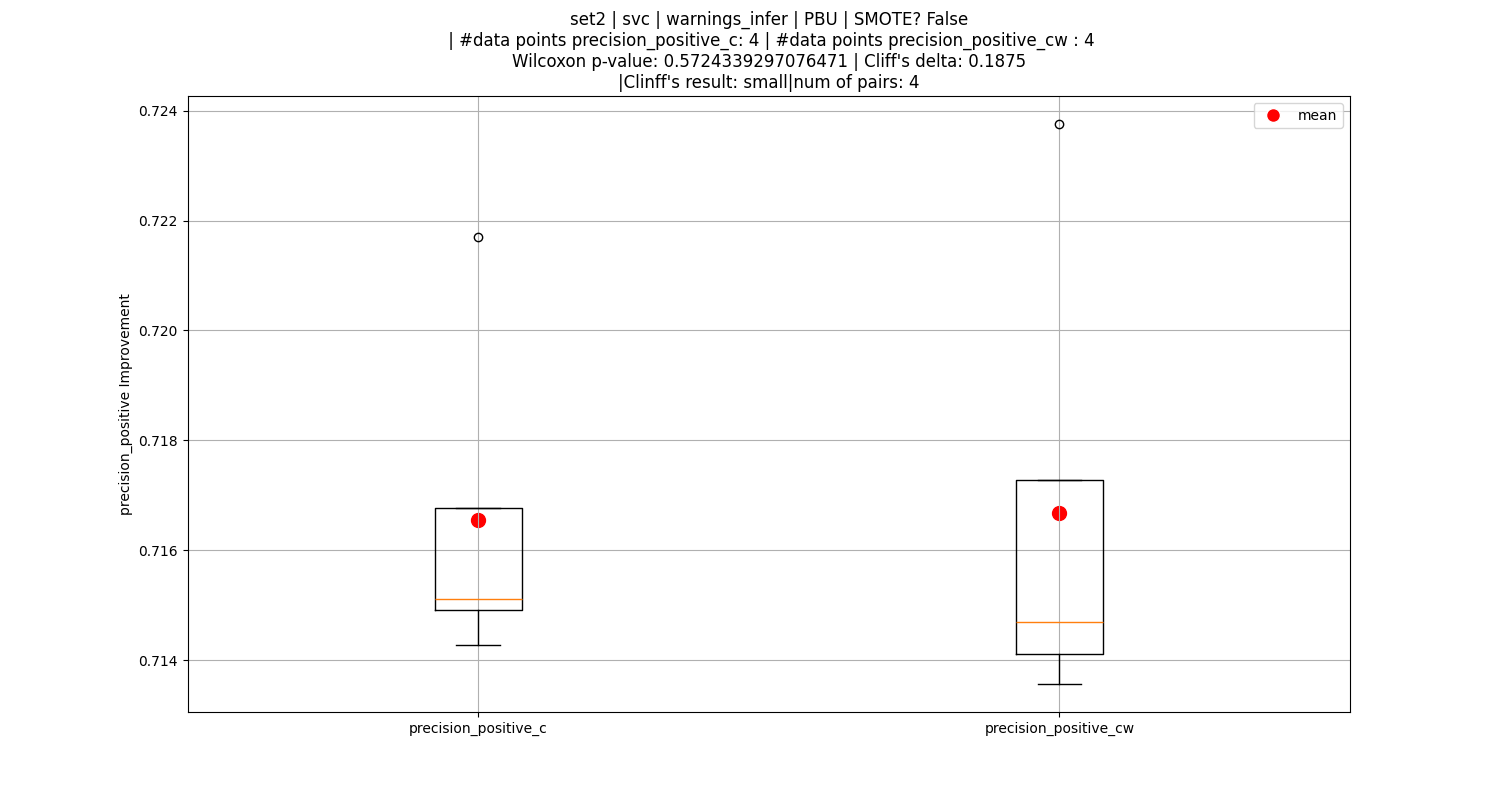 set2 | svc | warnings_infer | PBU | SMOTE? False
| #data points precision_positive_c: 4 | #data points precision_positive_cw : 4
Wilcoxon p-value: 0.5724339297076471 | Cliff's delta: 0.1875
|Clinff's result: small|num of pairs: 4
mean
0.724
0.722
0.720
0.718
0.716
0.714
precision_positive Improvement
precision_positive_c
precision_positive_cw